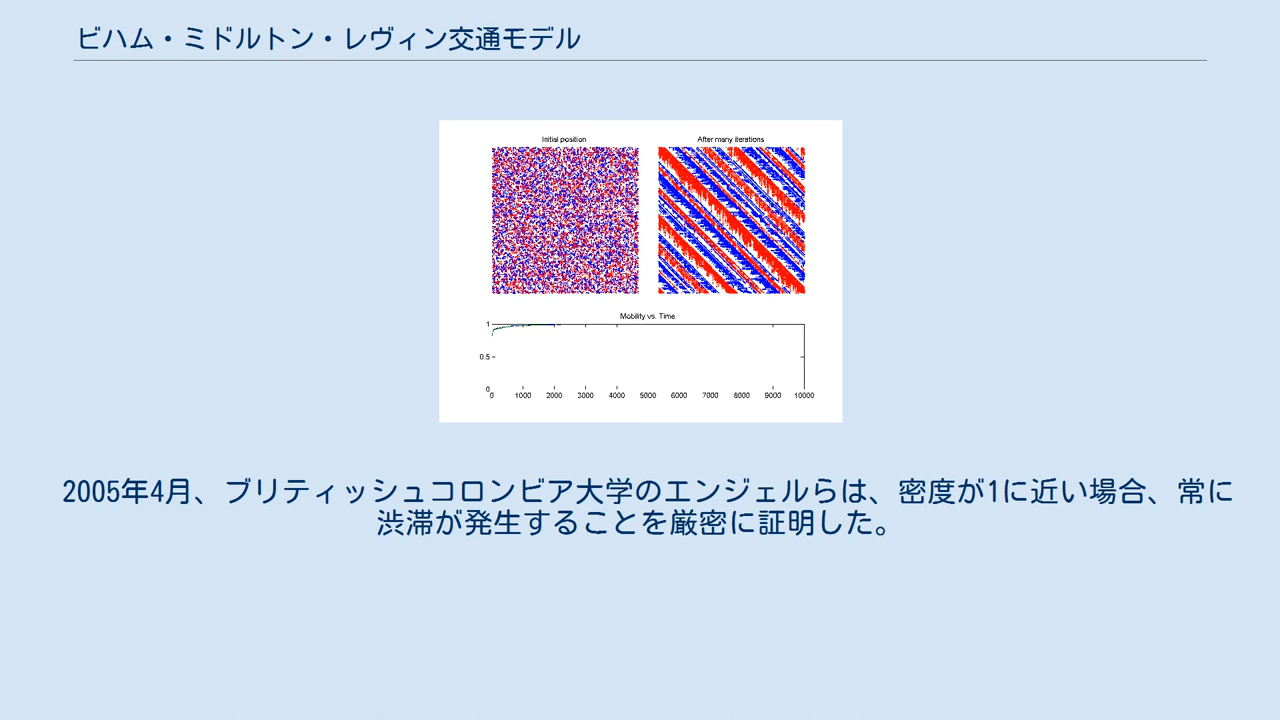 ビハム・ミドルトン・レヴィン交通モデル
Initial position
After many iterations
Mobility vs. Time
1
0.5
0
0 1000 2000 3000 4000 5000 6000 7000 8000 9000 10000
2005年4月、ブリティッシュコロンビア大学のエンジェルらは、密度が1に近い場合、常に
渋滞が発生することを厳密に証明した。